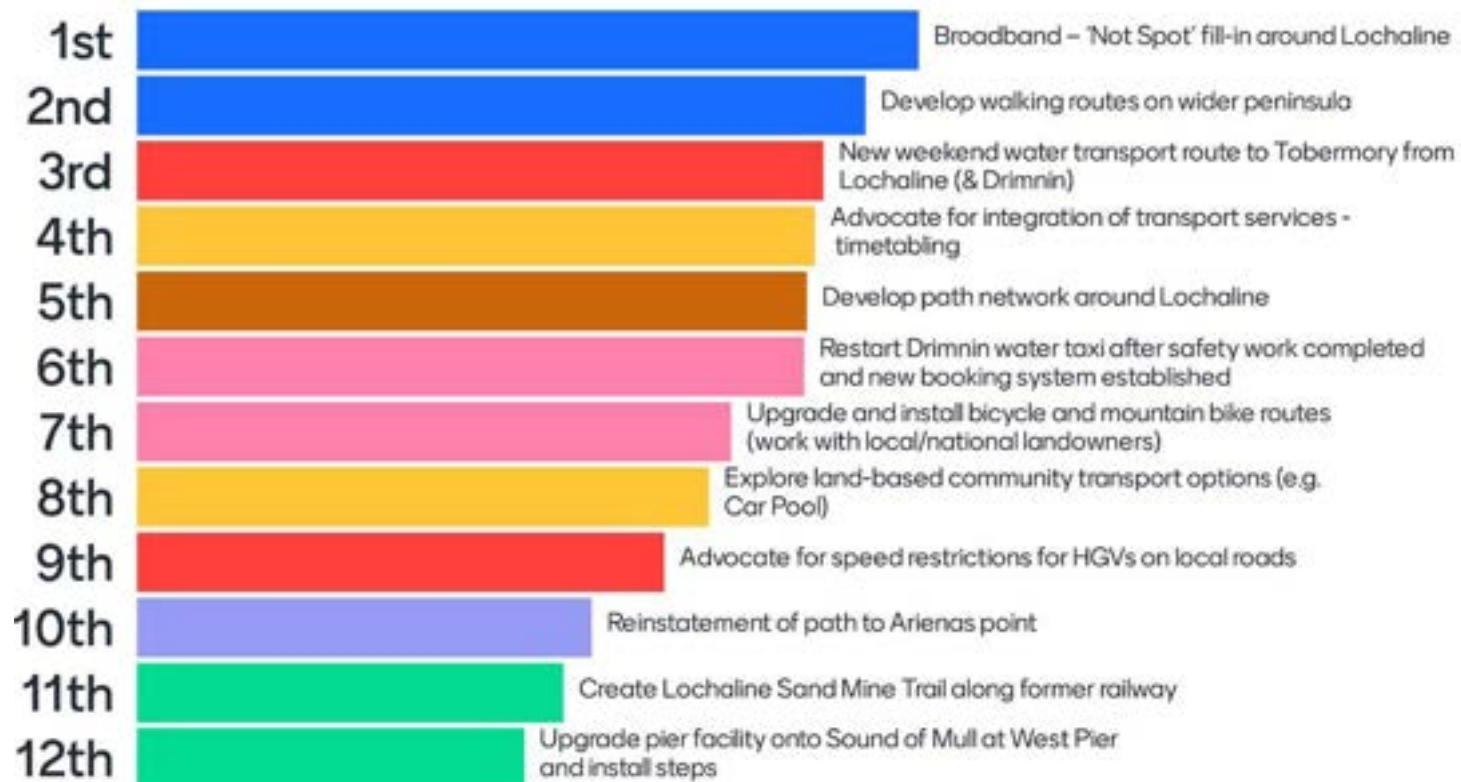 1st
Broadband – 'Not Spot' fill-in around Lochaline
2nd
Develop walking routes on wider peninsula
3rd
New weekend water transport route to Tobermory from
Lochaline (& Drimnin)
4th
Advocate for integration of transport services -
timetabling
5th
Develop path network around Lochaline
6th
Restart Drimnin water taxi after safety work completed
and new booking system established
7th
Upgrade and install bicycle and mountain bike routes
(work with local/national landowners)
8th
Explore land-based community transport options (e.g.
Car Pool)
9th
Advocate for speed restrictions for HGVs on local roads
10th
Reinstatement of path to Arienas point
11th
Create Lochaline Sand Mine Trail along former railway
12th
Upgrade pier facility onto Sound of Mull at West Pier
and install steps